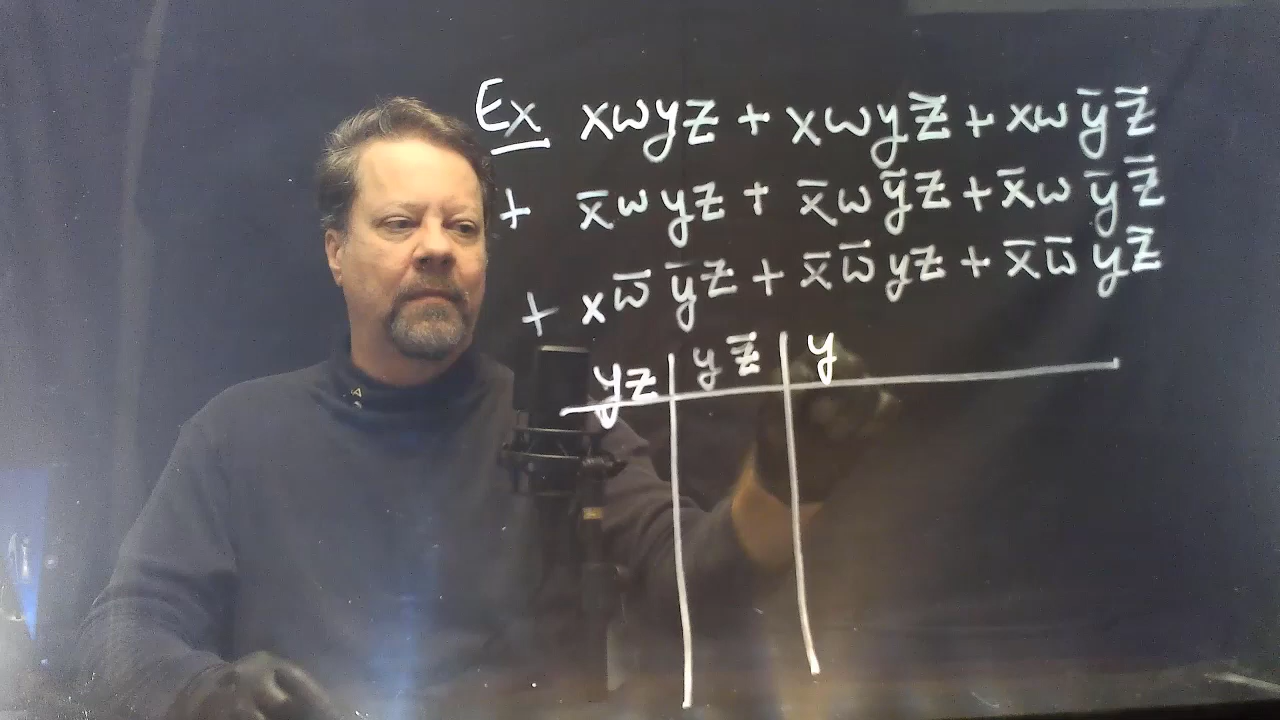 Ex xwyz + xwyz̄ + xwȳz̄
+ x̄wyz + x̄wȳz + x̄wȳz̄
+ xw̄ȳz + x̄w̄yz + x̄w̄yz̄
yz yz̄ y